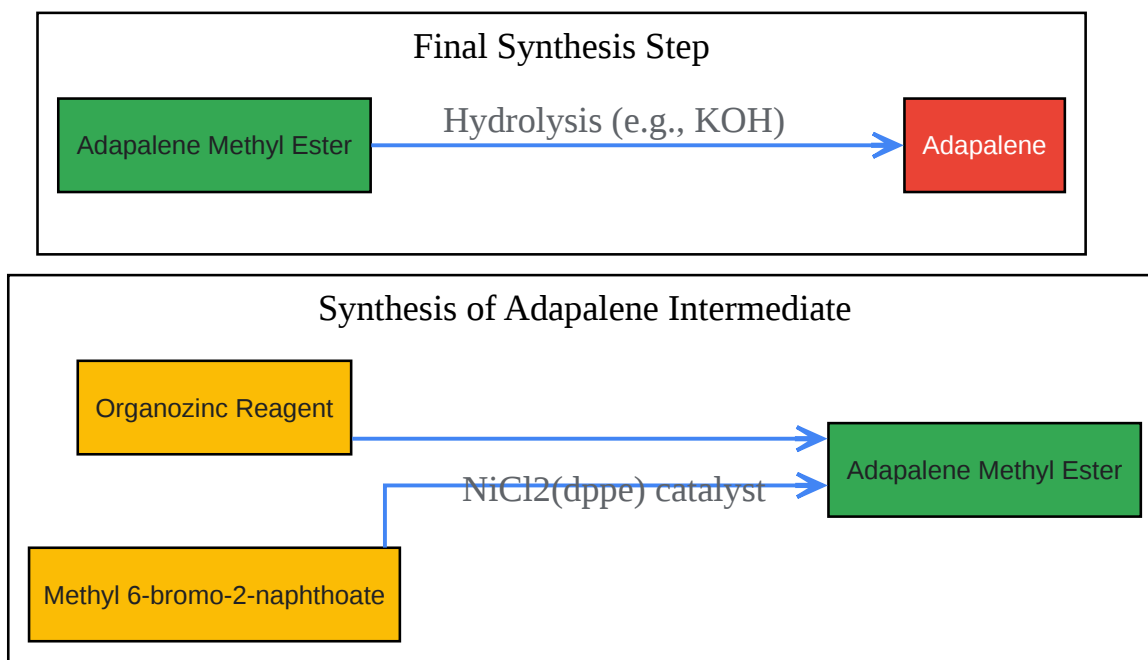 Final Synthesis Step
Adapalene Methyl Ester
Hydrolysis (e.g., KOH)
Adapalene
Synthesis of Adapalene Intermediate
Organozinc Reagent
Adapalene Methyl Ester
NiCl2(dppe) catalyst
Methyl 6-bromo-2-naphthoate